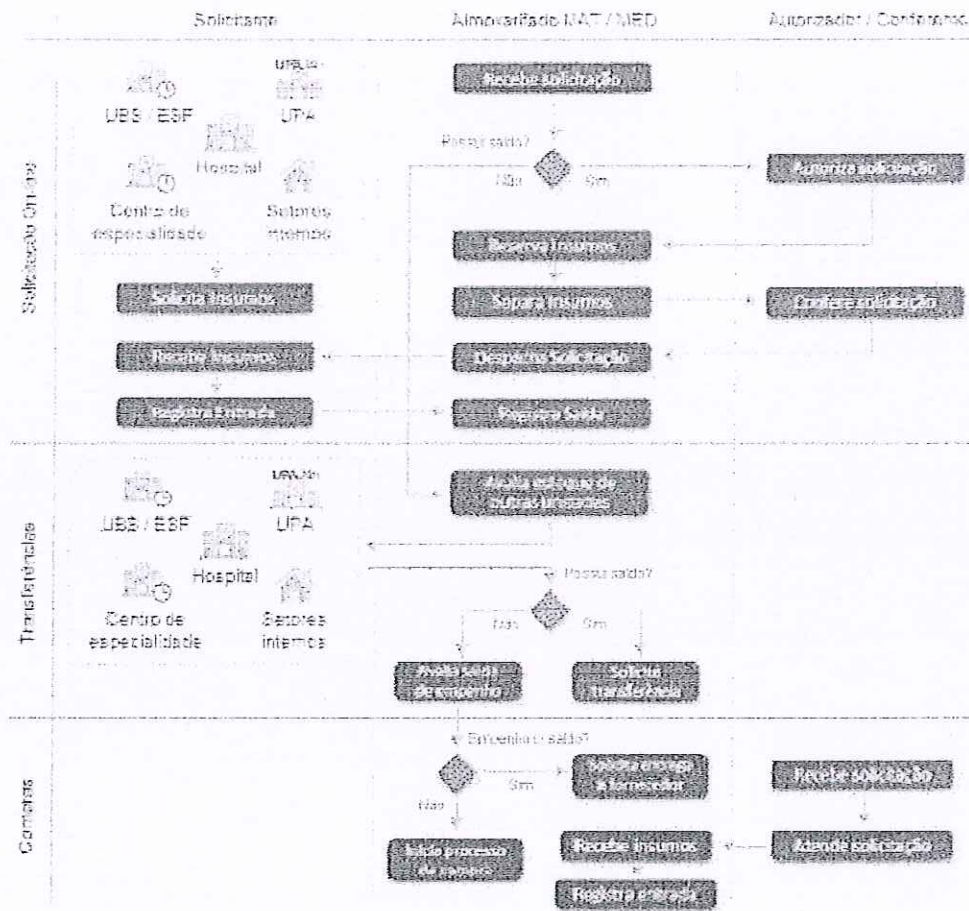 Solicitante
Almoxarifado MAT / MED
Autorizador / Conferente
Solicitação On-line
UBS / ESF
UPA
Hospital
Centro de
especialidade
Setores
internos
Solicita Insumos
Recebe Insumos
Registra Entrada
Recebe solicitação
Possui saldo?
Não
Sim
Autoriza solicitação
Reserva Insumos
Separa Insumos
Confere solicitação
Despacha Solicitação
Registra Saída
Transferências
UBS / ESF
UPA
Hospital
Centro de
especialidade
Setores
internos
Avalia estoque de
outras unidades
Possui saldo?
Não
Sim
Avalia saldo
de empenho
Solicita
transferência
Compras
Empenho c/ saldo?
Sim
Não
Solicita entrega
a fornecedor
Recebe solicitação
Inicia processo
de compra
Recebe insumos
Atende solicitação
Registra entrada